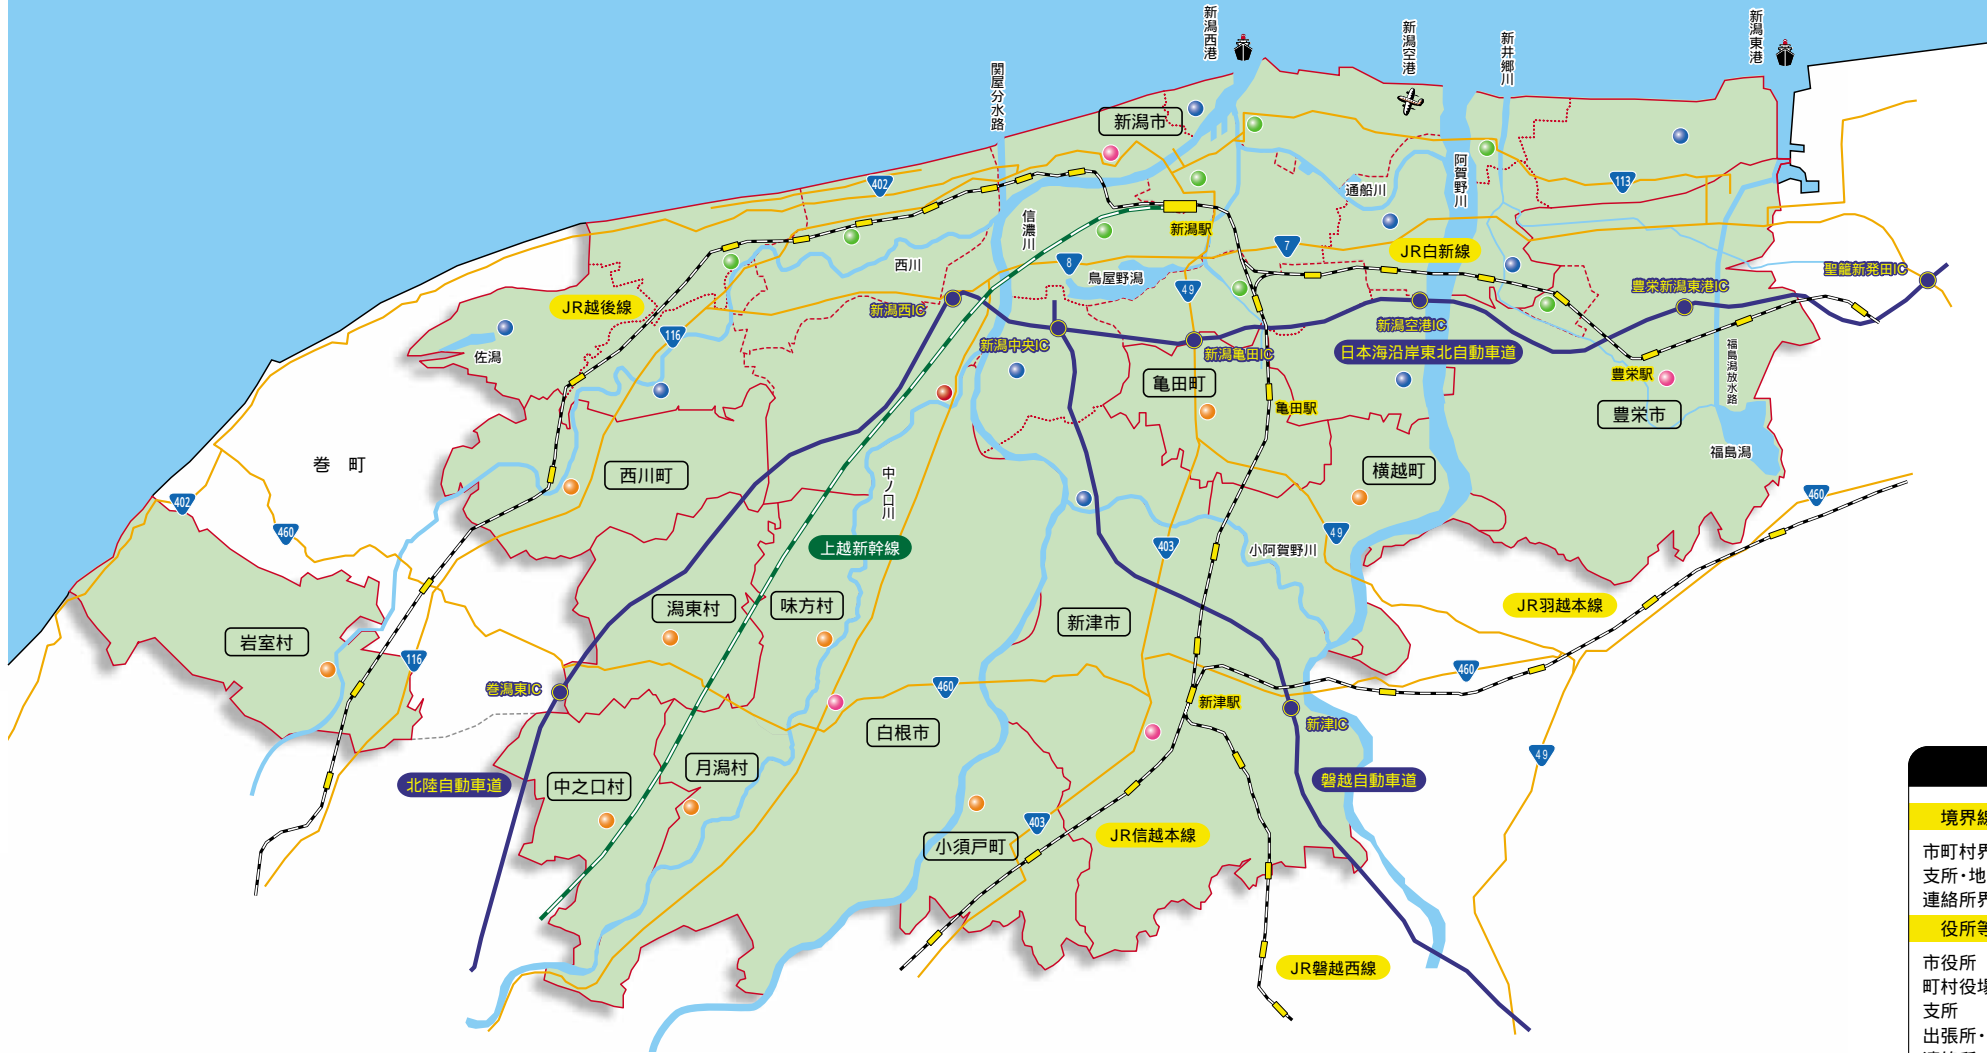 新潟西港
新潟空港
新井郷川
新潟東港
関屋分水路
新潟市
402
阿賀野川
通船川
113
信濃川
新潟駅
西川
8
鳥屋野潟
7
JR白新線
49
聖籠新発田IC
豊栄新潟東港IC
JR越後線
新潟西IC
116
佐潟
新潟中央IC
新潟亀田IC
新潟空港IC
日本海沿岸東北自動車道
福島潟放水路
豊栄駅
亀田町
亀田駅
豊栄市
福島潟
巻町
西川町
中ノ口川
横越町
402
460
460
49
上越新幹線
403
小阿賀野川
潟東村
味方村
新津市
JR羽越本線
岩室村
116
460
巻潟東IC
460
新津駅
新津IC
白根市
49
月潟村
北陸自動車道
中之口村
磐越自動車道
403
JR信越本線
小須戸町
JR磐越西線
境界線
市町村界
支所・地
連絡所界
役所等
市役所
町村役場
支所
出張所・